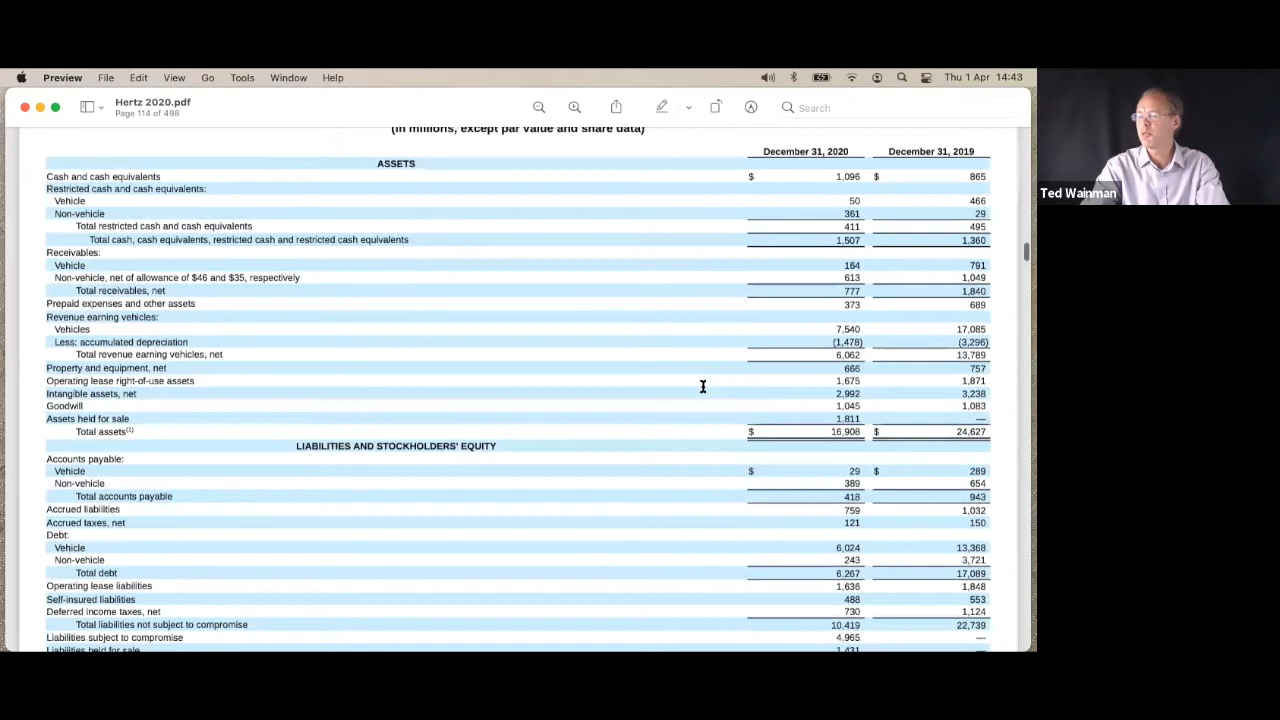 Preview File Edit View Go Tools Window Help Thu 1 Apr 14:43
Hertz 2020.pdf
Page 114 of 498
Search
(in millions, except par value and share data)
December 31, 2020 December 31, 2019
ASSETS
Cash and cash equivalents $ 1,096 $ 865
Restricted cash and cash equivalents:
Vehicle 50 466
Non-vehicle 361 29
Total restricted cash and cash equivalents 411 495
Total cash, cash equivalents, restricted cash and restricted cash equivalents 1,507 1,360
Receivables:
Vehicle 164 791
Non-vehicle, net of allowance of $46 and $35, respectively 613 1,049
Total receivables, net 777 1,840
Prepaid expenses and other assets 373 689
Revenue earning vehicles:
Vehicles 7,540 17,085
Less: accumulated depreciation (1,478) (3,296)
Total revenue earning vehicles, net 6,062 13,789
Property and equipment, net 666 757
Operating lease right-of-use assets 1,675 1,871
Intangible assets, net 2,992 3,238
Goodwill 1,045 1,083
Assets held for sale 1,811 —
Total assets(1) $ 16,908 $ 24,627
LIABILITIES AND STOCKHOLDERS' EQUITY
Accounts payable:
Vehicle $ 29 $ 289
Non-vehicle 389 654
Total accounts payable 418 943
Accrued liabilities 759 1,032
Accrued taxes, net 121 150
Debt:
Vehicle 6,024 13,368
Non-vehicle 243 3,721
Total debt 6,267 17,089
Operating lease liabilities 1,636 1,848
Self-insured liabilities 488 553
Deferred income taxes, net 730 1,124
Total liabilities not subject to compromise 10,419 22,739
Liabilities subject to compromise 4,965 —
Liabilities held for sale 1,431 —
Ted Wainman